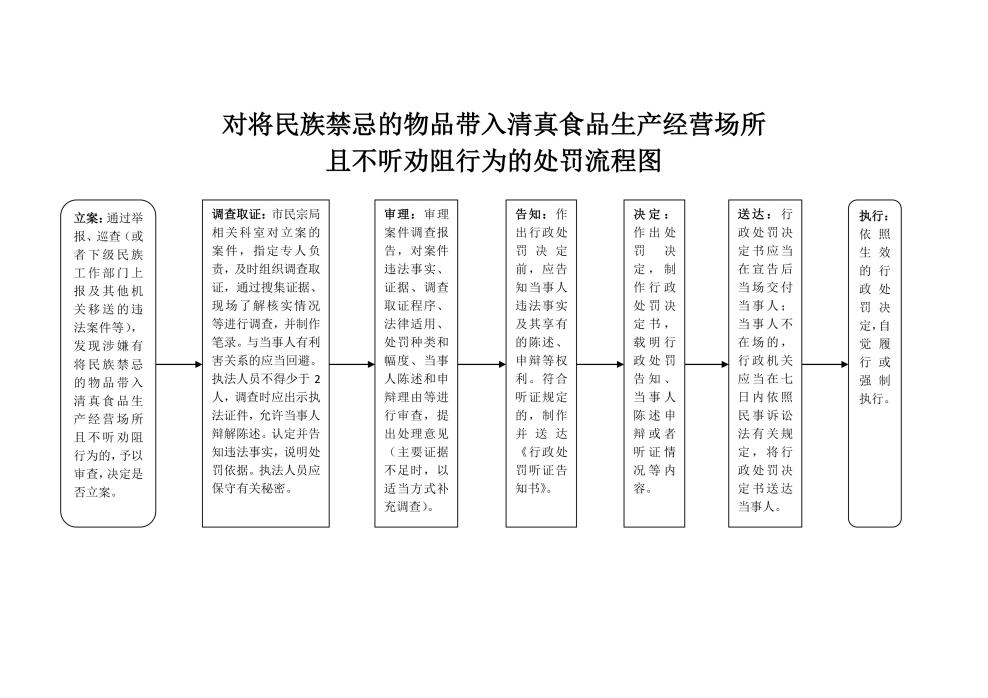 对将民族禁忌的物品带入清真食品生产经营场所
且不听劝阻行为的处罚流程图
立案：通过举
报、巡查（或
者下级民族
工作部门上
报及其他机
关移送的违
法案件等），
发现涉嫌有
将民族禁忌
的物品带入
清真食品生
产经营场所
且不听劝阻
行为的，予以
审查，决定是
否立案。
调查取证：市民宗局
相关科室对立案的
案件，指定专人负
责，及时组织调查取
证，通过搜集证据、
现场了解核实情况
等进行调查，并制作
笔录。与当事人有利
害关系的应当回避。
执法人员不得少于 2
人，调查时应出示执
法证件，允许当事人
辩解陈述。认定并告
知违法事实，说明处
罚依据。执法人员应
保守有关秘密。
审理：审理
案件调查报
告，对案件
违法事实、
证据、调查
取证程序、
法律适用、
处罚种类和
幅度、当事
人陈述和申
辩理由等进
行审查，提
出处理意见
（主要证据
不足时，以
适当方式补
充调查）。
告知：作
出行政处
罚决定
前，应告
知当事人
违法事实
及其享有
的陈述、
申辩等权
利。符合
听证规定
的，制作
并送达
《行政处
罚听证告
知书》。
决定：
作出处
罚决
定，制
作行政
处罚决
定书，
载明行
政处罚
告知、
当事人
陈述申
辩或者
听证情
况等内
容。
送达：行
政处罚决
定书应当
在宣告后
当场交付
当事人；
当事人不
在场的，
行政机关
应当在七
日内依照
民事诉讼
法有关规
定，将行
政处罚决
定书送达
当事人。
执行：
依照
生效
的行
政处
罚决
定，自
觉履
行或
强制
执行。